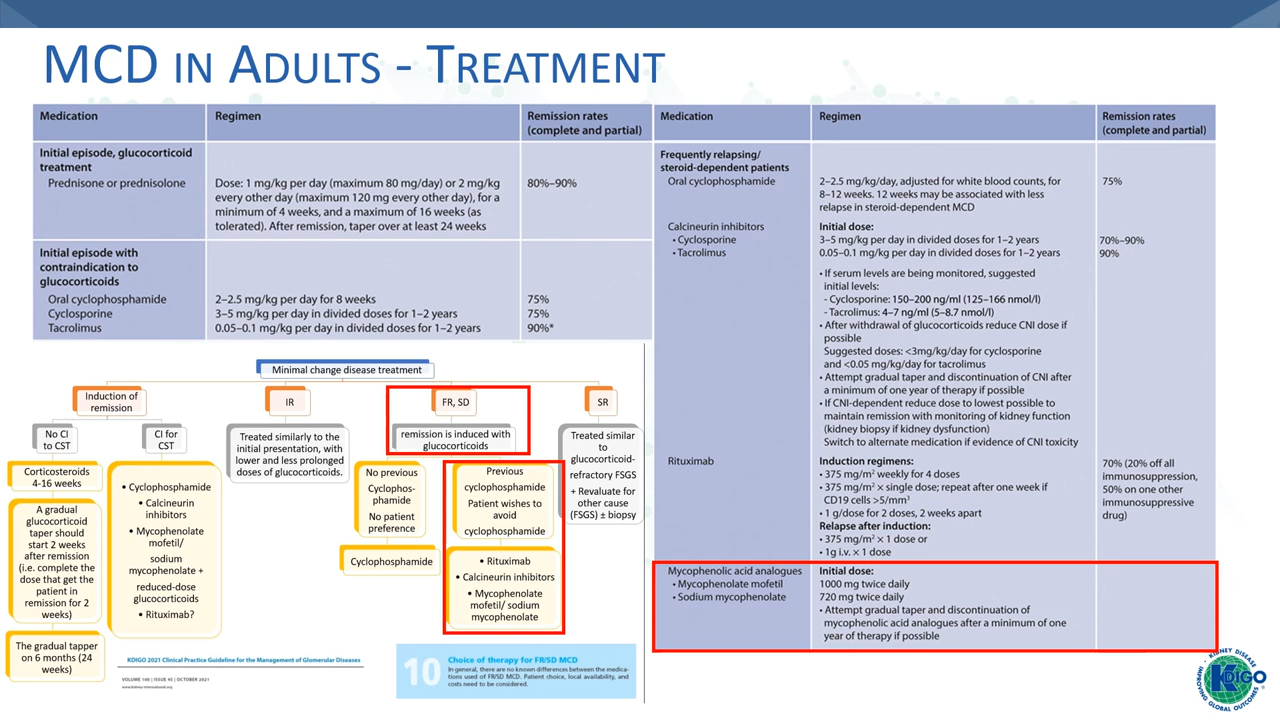 MCD IN ADULTS - TREATMENT
Medication
Regimen
Remission rates
(complete and partial)
Initial episode, glucocorticoid
treatment
Prednisone or prednisolone
Dose: 1 mg/kg per day (maximum 80 mg/day) or 2 mg/kg
every other day (maximum 120 mg every other day), for a
minimum of 4 weeks, and a maximum of 16 weeks (as
tolerated). After remission, taper over at least 24 weeks
80%–90%
Initial episode with
contraindication to
glucocorticoids
Oral cyclophosphamide
2–2.5 mg/kg per day for 8 weeks
75%
Cyclosporine
3–5 mg/kg per day in divided doses for 1–2 years
75%
Tacrolimus
0.05–0.1 mg/kg per day in divided doses for 1–2 years
90%*
Medication
Regimen
Remission rates
(complete and partial)
Frequently relapsing/
steroid-dependent patients
Oral cyclophosphamide
2–2.5 mg/kg/day, adjusted for white blood counts, for
8–12 weeks. 12 weeks may be associated with less
relapse in steroid-dependent MCD
75%
Calcineurin inhibitors
• Cyclosporine
• Tacrolimus
Initial dose:
3–5 mg/kg per day in divided doses for 1–2 years
0.05–0.1 mg/kg per day in divided doses for 1–2 years
70%–90%
90%
• If serum levels are being monitored, suggested
initial levels:
- Cyclosporine: 150–200 ng/ml (125–166 nmol/l)
- Tacrolimus: 4–7 ng/ml (5–8.7 nmol/l)
• After withdrawal of glucocorticoids reduce CNI dose if
possible
Suggested doses: <3mg/kg/day for cyclosporine
and <0.05 mg/kg/day for tacrolimus
• Attempt gradual taper and discontinuation of CNI after
a minimum of one year of therapy if possible
• If CNI-dependent reduce dose to lowest possible to
maintain remission with monitoring of kidney function
(kidney biopsy if kidney dysfunction)
Switch to alternate medication if evidence of CNI toxicity
Rituximab
Induction regimens:
• 375 mg/m² weekly for 4 doses
• 375 mg/m² × single dose; repeat after one week if
CD19 cells >5/mm³
• 1 g/dose for 2 doses, 2 weeks apart
Relapse after induction:
• 375 mg/m² × 1 dose or
• 1g i.v. × 1 dose
70% (20% off all
immunosuppression,
50% on one other
immunosuppressive
drug)
Mycophenolic acid analogues
• Mycophenolate mofetil
• Sodium mycophenolate
Initial dose:
1000 mg twice daily
720 mg twice daily
• Attempt gradual taper and discontinuation of
mycophenolic acid analogues after a minimum of one
year of therapy if possible
Minimal change disease treatment
Induction of
remission
No CI
to CST
Corticosteroids
4-16 weeks
A gradual
glucocorticoid
taper should
start 2 weeks
after remission
(i.e. complete the
dose that get the
patient in
remission for 2
weeks)
The gradual tapper
on 6 months (24
weeks)
CI for
CST
• Cyclophosphamide
• Calcineurin
inhibitors
• Mycophenolate
mofetil/
sodium
mycophenolate +
reduced-dose
glucocorticoids
• Rituximab?
IR
Treated similarly to the
initial presentation, with
lower and less prolonged
doses of glucocorticoids.
FR, SD
remission is induced with
glucocorticoids
No previous
Cyclophos-
phamide
No patient
preference
Cyclophosphamide
Previous
cyclophosphamide
Patient wishes to
avoid
cyclophosphamide
• Rituximab
• Calcineurin inhibitors
• Mycophenolate
mofetil/ sodium
mycophenolate
SR
Treated similar
to
glucocorticoid-
refractory FSGS
+ Revaluate for
other cause
(FSGS) ± biopsy
KDIGO 2021 Clinical Practice Guideline for the Management of Glomerular Diseases
VOLUME 100 | ISSUE 4S | OCTOBER 2021
www.kidney-international.org
10
Choice of therapy for FR/SD MCD
In general, there are no known differences between the medica-
tions used of FR/SD MCD. Patient choice, local availability, and
costs need to be considered.
KIDNEY DISEASE
KDIGO
IMPROVING GLOBAL OUTCOMES